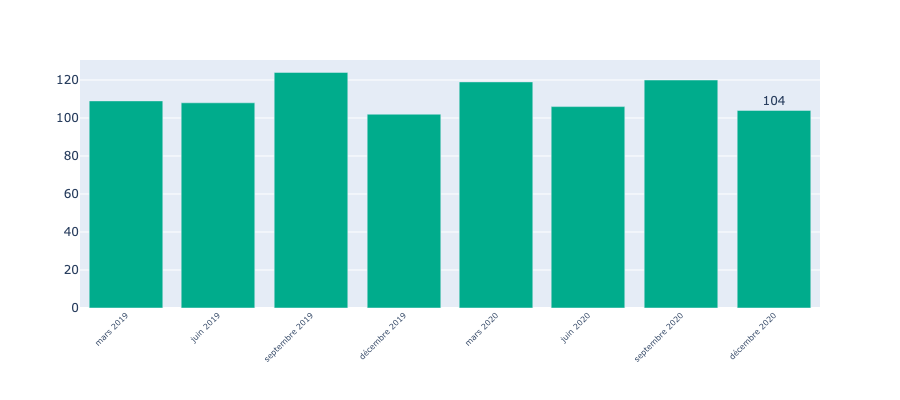 120
100
80
60
40
20
0
104
mars 2019
juin 2019
septembre 2019
décembre 2019
mars 2020
juin 2020
septembre 2020
décembre 2020